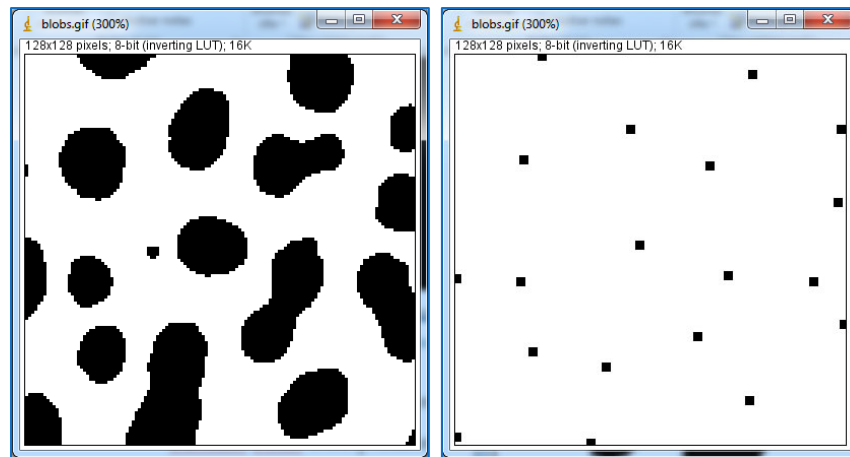 blobs.gif (300%)
128x128 pixels; 8-bit (inverting LUT); 16K
blobs.gif (300%)
128x128 pixels; 8-bit (inverting LUT); 16K